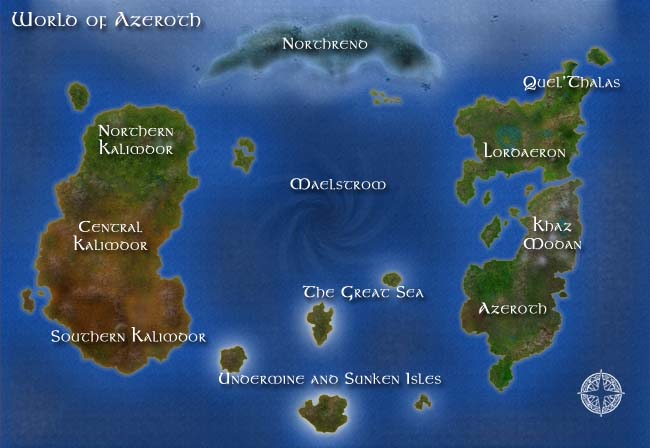 World of Azeroth
Northrend
Quel'Thalas
Northern
Kalimdor
Lordaeron
Maelstrom
Central
Kalimdor
Khaz
Modan
The Great Sea
Azeroth
Southern Kalimdor
Undermine and Sunken Isles